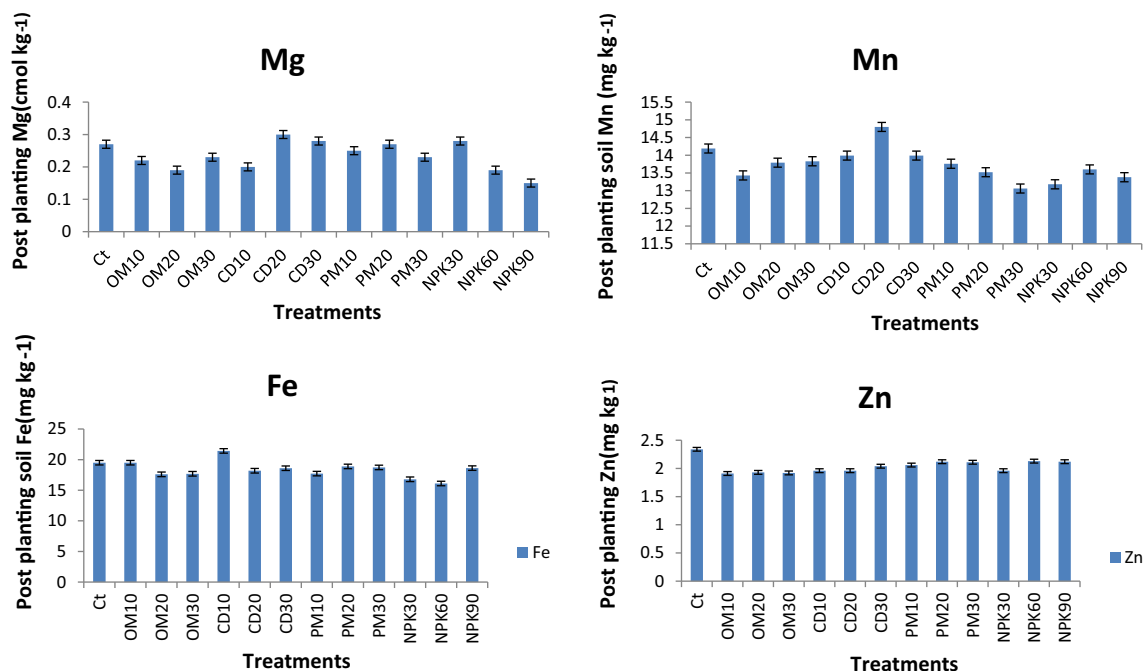 Mg
Post planting Mg(cmol kg-1)
0.4
0.3
0.2
0.1
0
Ct
OM10
OM20
OM30
CD10
CD20
CD30
PM10
PM20
PM30
NPK30
NPK60
NPK90
Treatments
Mn
Post planting soil Mn (mg kg-1)
15.5
15
14.5
14
13.5
13
12.5
12
11.5
Ct
OM10
OM20
OM30
CD10
CD20
CD30
PM10
PM20
PM30
NPK30
NPK60
NPK90
Treatments
Fe
Post planting soil Fe(mg kg-1)
25
20
15
10
5
0
Ct
OM10
OM20
OM30
CD10
CD20
CD30
PM10
PM20
PM30
NPK30
NPK60
NPK90
Fe
Treatments
Zn
Post planting Zn(mg kg1)
2.5
2
1.5
1
0.5
0
Ct
OM10
OM20
OM30
CD10
CD20
CD30
PM10
PM20
PM30
NPK30
NPK60
NPK90
Zn
Treatments